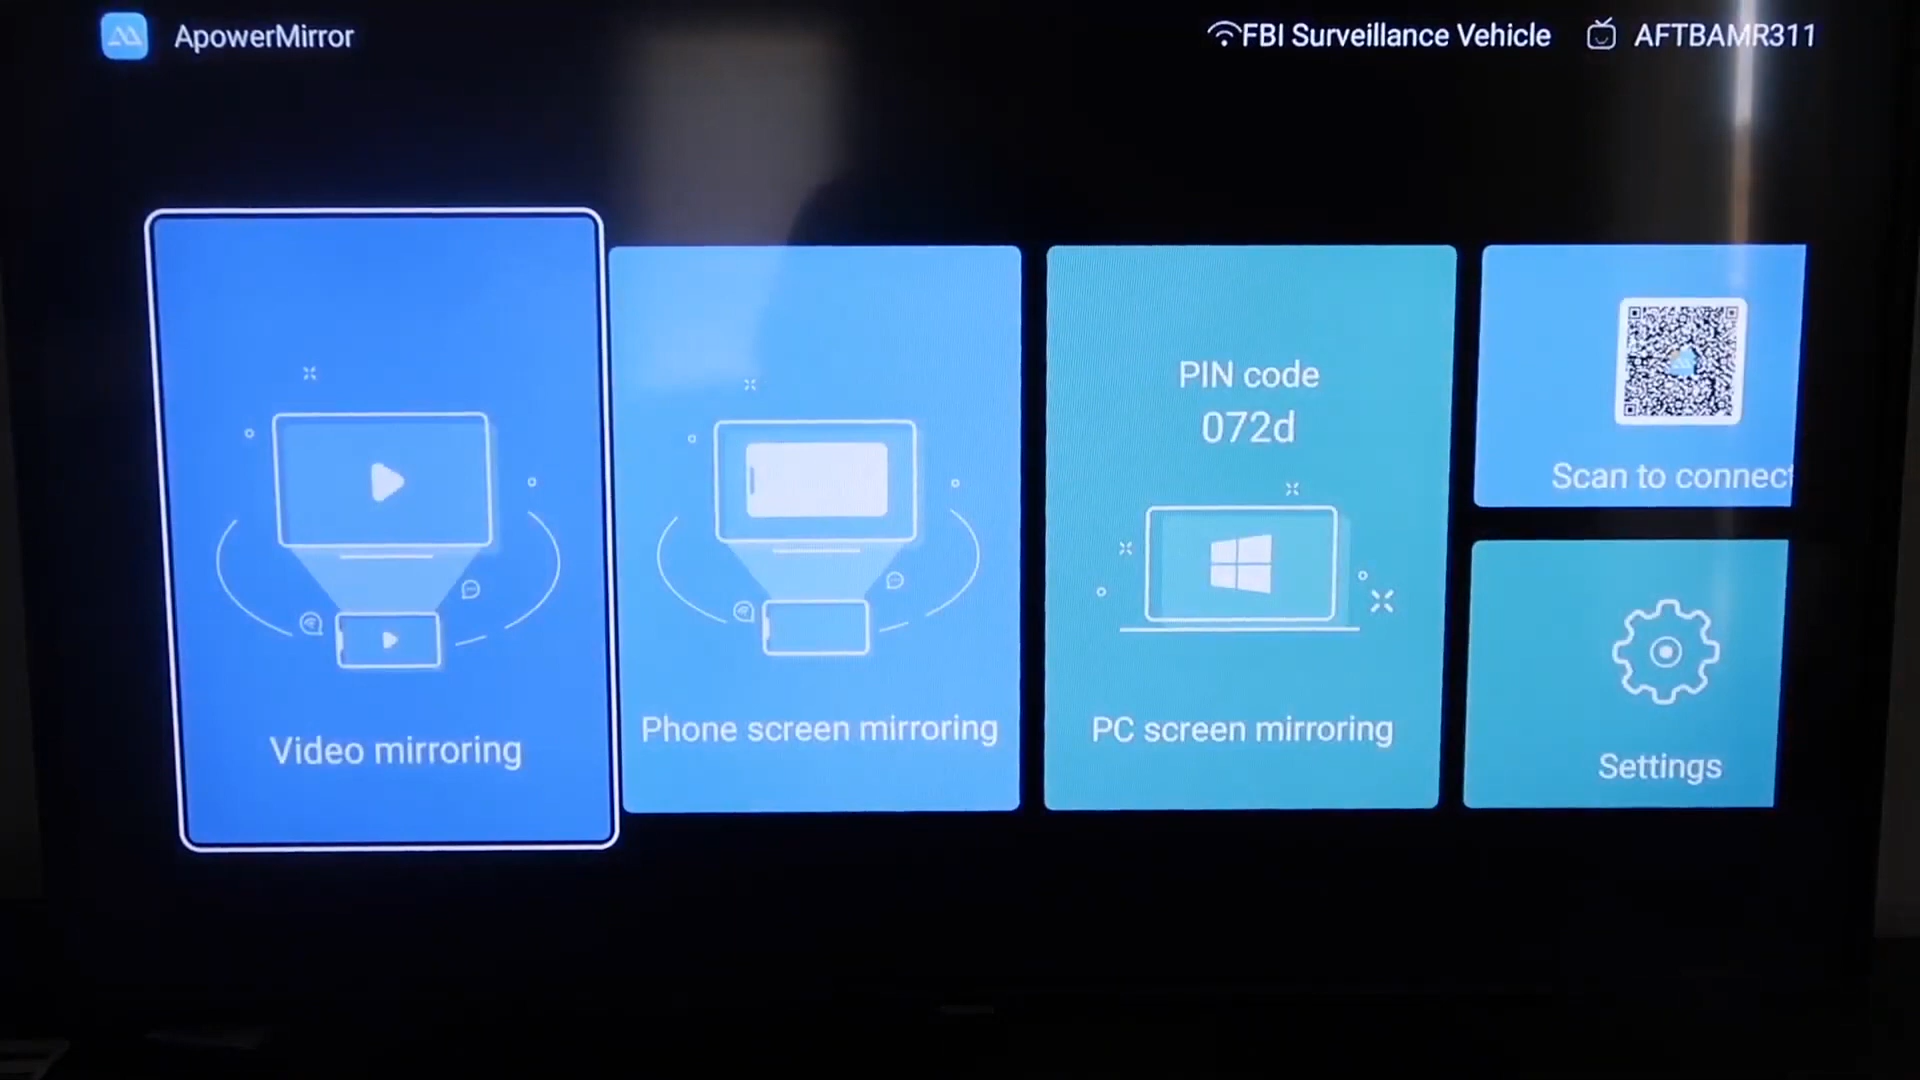 ApowerMirror
FBI Surveillance Vehicle
AFTBAMR311
Video mirroring
Phone screen mirroring
PIN code
072d
PC screen mirroring
Scan to connect
Settings